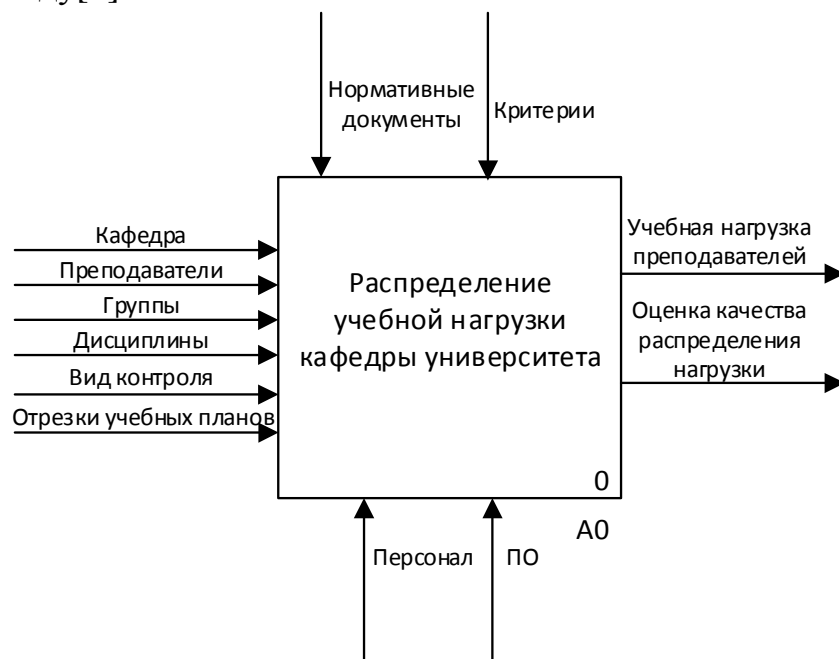 Нормативные
документы
Критерии
Кафедра
Преподаватели
Группы
Дисциплины
Вид контроля
Отрезки учебных планов
Распределение
учебной нагрузки
кафедры университета
0
А0
Учебная нагрузка
преподавателей
Оценка качества
распределения
нагрузки
Персонал
ПО